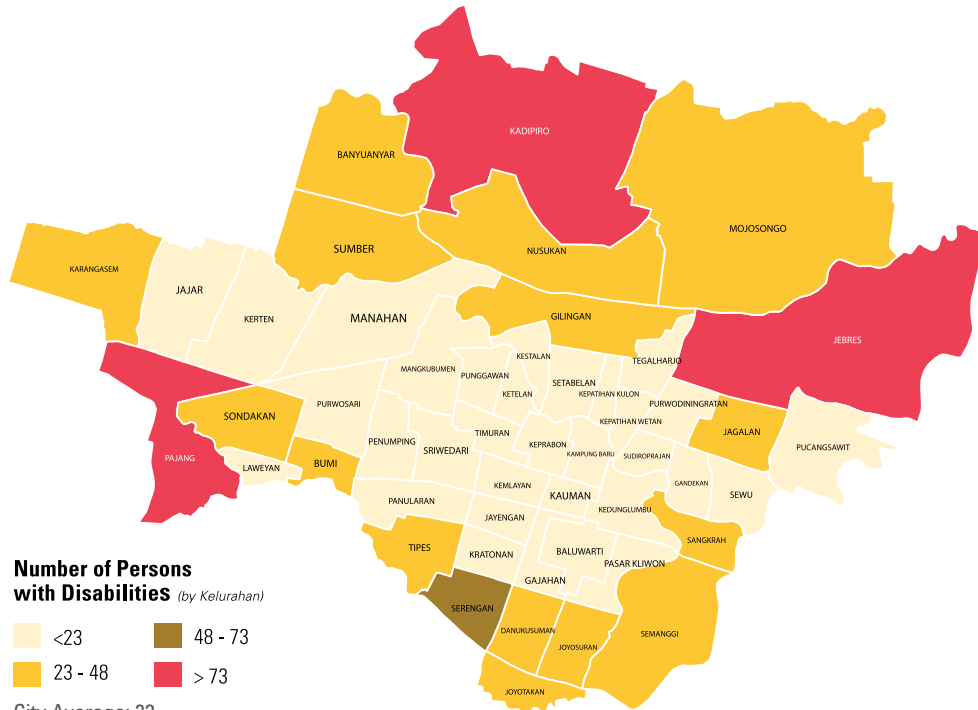 KADIPIRO
BANYUANYAR
MOJOSONGO
SUMBER
NUSUKAN
KARANGASEM
JAJAR
KERTEN
MANAHAN
GILINGAN
JEBRES
KESTALAN
TEGALHARJO
MANGKUBUMEN
PUNGGAWAN
SETABELAN
KETELAN
KEPATIHAN KULON
PURWOSARI
PURWODININGRATAN
SONDAKAN
KEPATIHAN WETAN
JAGALAN
TIMURAN
PENUMPING
SRIWEDARI
KEPRABON
KAMPUNG BARU
SUDIROPRAJAN
PUCANGSAWIT
PAJANG
BUMI
LAWEYAN
GANDEKAN
KEMLAYAN
KAUMAN
SEWU
PANULARAN
KEDUNGLUMBU
JAYENGAN
TIPES
SANGKRAH
KRATONAN
BALUWARTI
PASAR KLIWON
GAJAHAN
SERENGAN
DANUKUSUMAN
JOYOSURAN
SEMANGGI
JOYOTAKAN
Number of Persons
with Disabilities (by Kelurahan)
<23
48 - 73
23 - 48
> 73